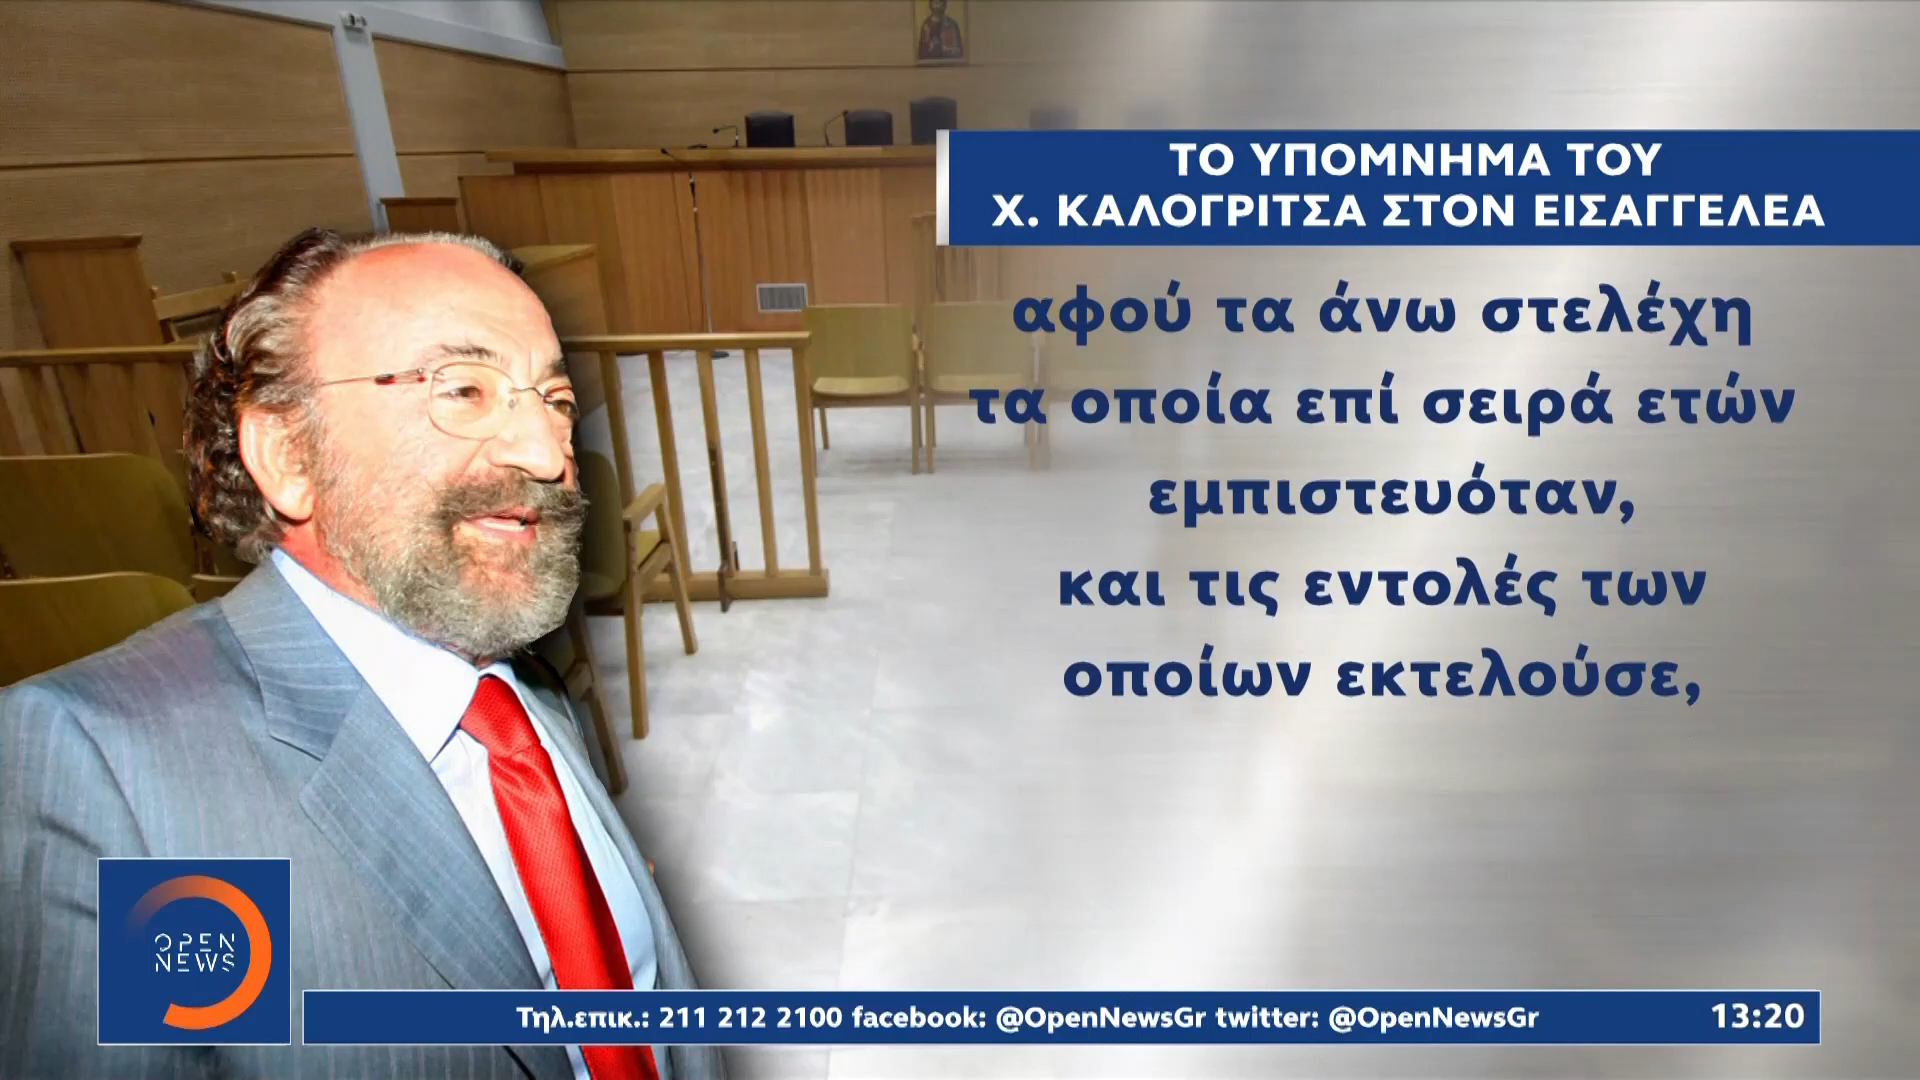 ΤΟ ΥΠΟΜΝΗΜΑ ΤΟΥ
Χ. ΚΑΛΟΓΡΙΤΣΑ ΣΤΟΝ ΕΙΣΑΓΓΕΛΕΑ
αφού τα άνω στελέχη
τα οποία επί σειρά ετών
εμπιστευόταν,
και τις εντολές των
οποίων εκτελούσε,
OPEN
NEWS
Τηλ.επικ.: 211 212 2100 facebook: @OpenNewsGr twitter: @OpenNewsGr
13:20